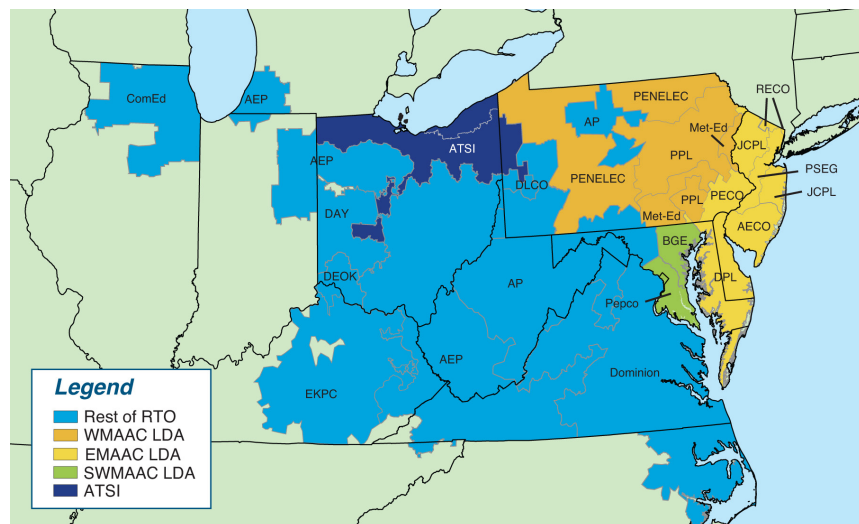 ComEd
AEP
PENELEC
RECO
AP
Met-Ed
JCPL
ATSI
AEP
PPL
PSEG
DLCO
PENELEC
PECO
JCPL
DAY
PPL
Met-Ed
AECO
BGE
DEOK
AP
DPL
Pepco
AEP
Dominion
EKPC
Legend
Rest of RTO
WMAAC LDA
EMAAC LDA
SWMAAC LDA
ATSI